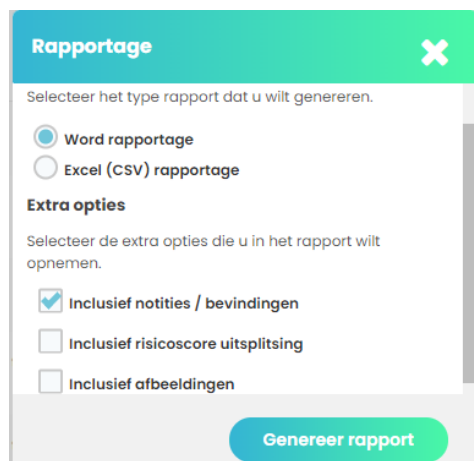 Rapportage
Selecteer het type rapport dat u wilt genereren.
Word rapportage
Excel (CSV) rapportage
Extra opties
Selecteer de extra opties die u in het rapport wilt
opnemen.
Inclusief notities / bevindingen
Inclusief risicoscore uitsplitsing
Inclusief afbeeldingen
Genereer rapport